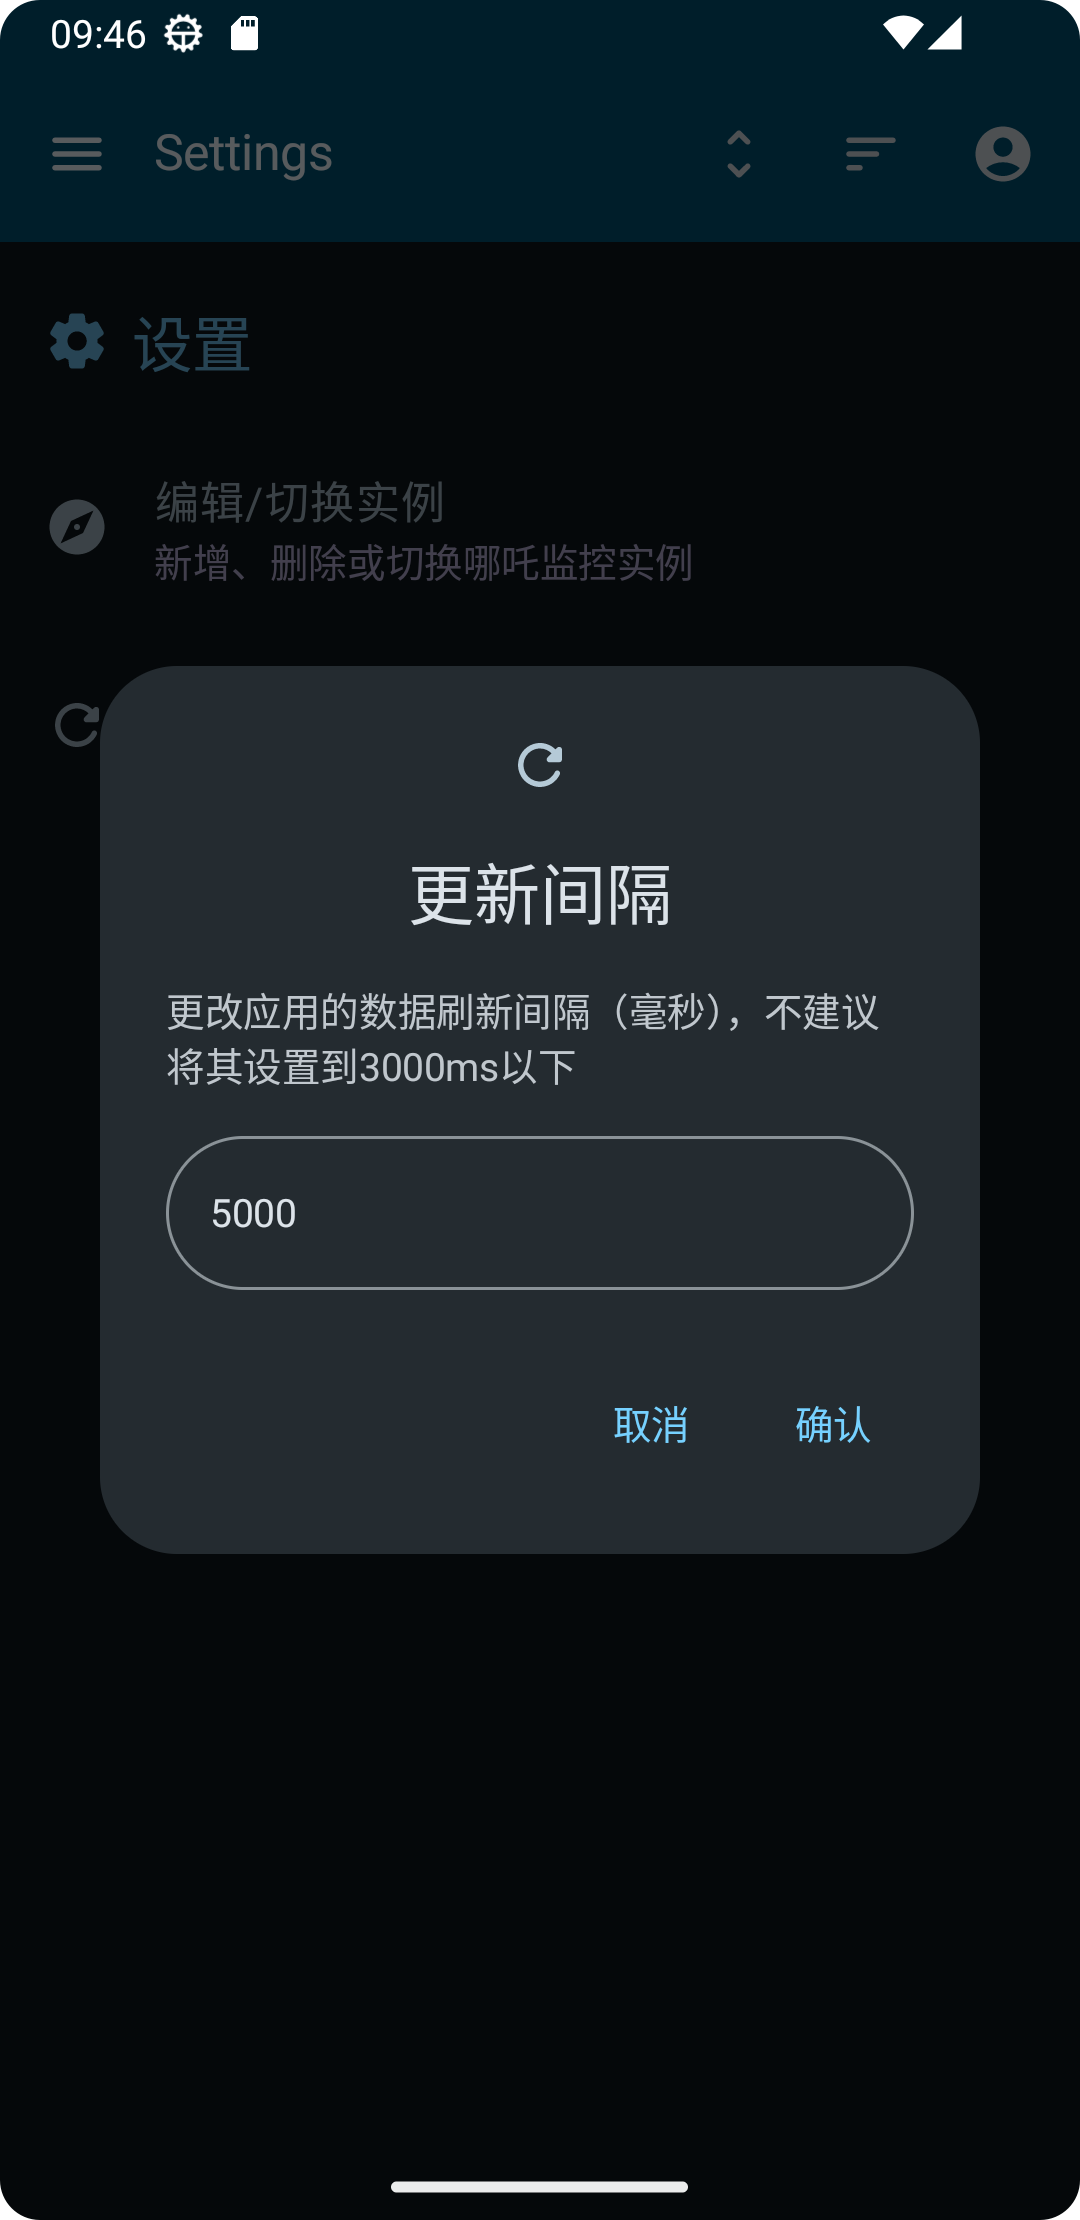 09:46
Settings
设置
编辑/切换实例
新增、删除或切换哪吒监控实例
更新间隔
更改应用的数据刷新间隔（毫秒），不建议
将其设置到3000ms以下
5000
取消
确认